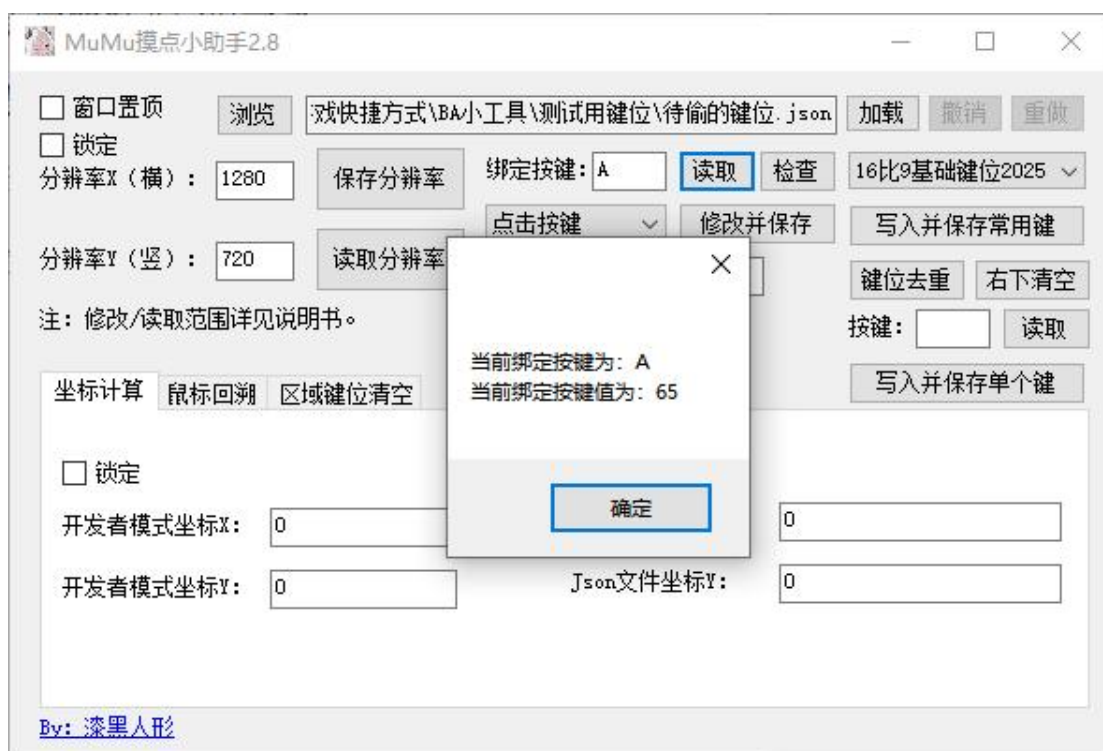 MuMu摸点小助手2.8
窗口置顶
浏览
戏快捷方式\BA小工具\测试用键位\待偷的键位.json
加载
撤销
重做
锁定
分辨率X（横）：
1280
保存分辨率
绑定按键：
A
读取
检查
16比9基础键位2025
点击按键
修改并保存
写入并保存常用键
分辨率Y（竖）：
720
读取分辨率
键位去重
右下清空
注：修改/读取范围详见说明书。
按键：
读取
当前绑定按键为：A
当前绑定按键值为：65
写入并保存单个键
坐标计算
鼠标回溯
区域键位清空
锁定
确定
开发者模式坐标X：
0
0
开发者模式坐标Y：
0
Json文件坐标Y：
0
By: 漆黑人形